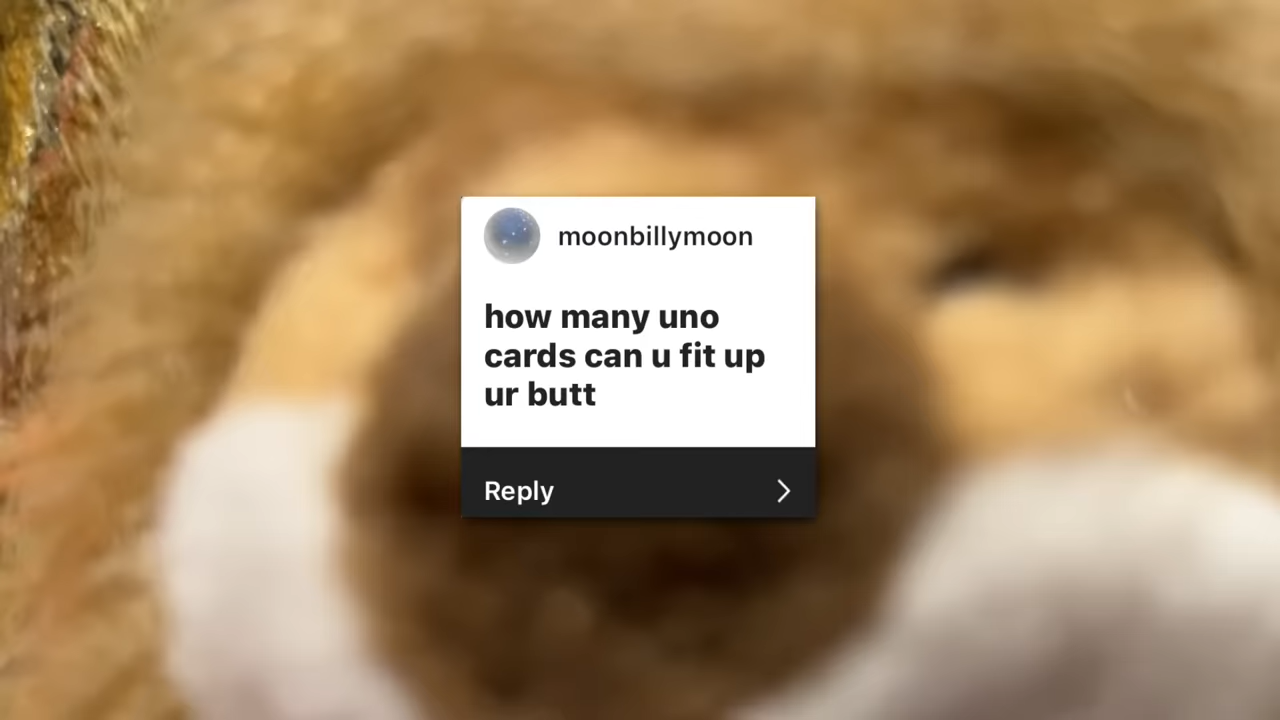 moonbillymoon
how many uno
cards can u fit up
ur butt
Reply